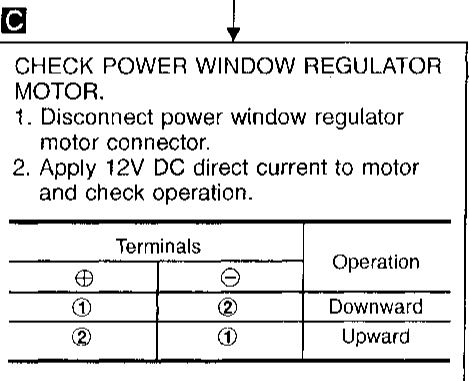 C
CHECK POWER WINDOW REGULATOR
MOTOR.
1. Disconnect power window regulator
motor connector.
2. Apply 12V DC direct current to motor
and check operation.
Terminals
Operation
⊕ ⊖
① ② Downward
② ① Upward